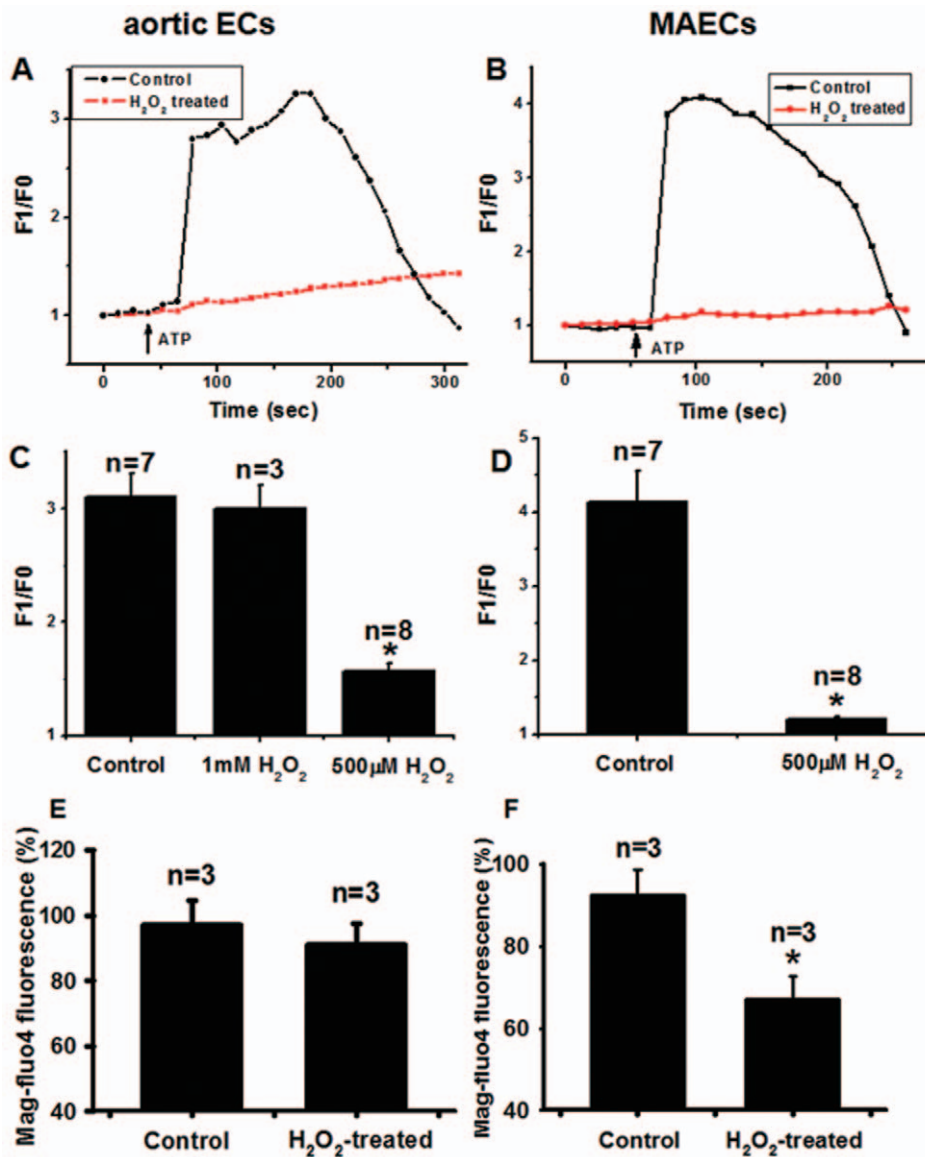 aortic ECs
MAECs
A
Control
H₂O₂ treated
3
2
1
F1/F0
ATP
0 100 200 300
Time (sec)
B
Control
H₂O₂ treated
4
3
2
1
F1/F0
ATP
0 100 200
Time (sec)
C
n=7
n=3
n=8
*
3
2
1
F1/F0
Control 1mM H₂O₂ 500μM H₂O₂
D
n=7
n=8
*
5
4
3
2
1
F1/F0
Control 500μM H₂O₂
E
n=3
n=3
120
100
80
60
40
Mag-fluo4 fluorescence (%)
Control H₂O₂-treated
F
n=3
n=3
*
100
80
60
40
Mag-fluo4 fluorescence (%)
Control H₂O₂-treated